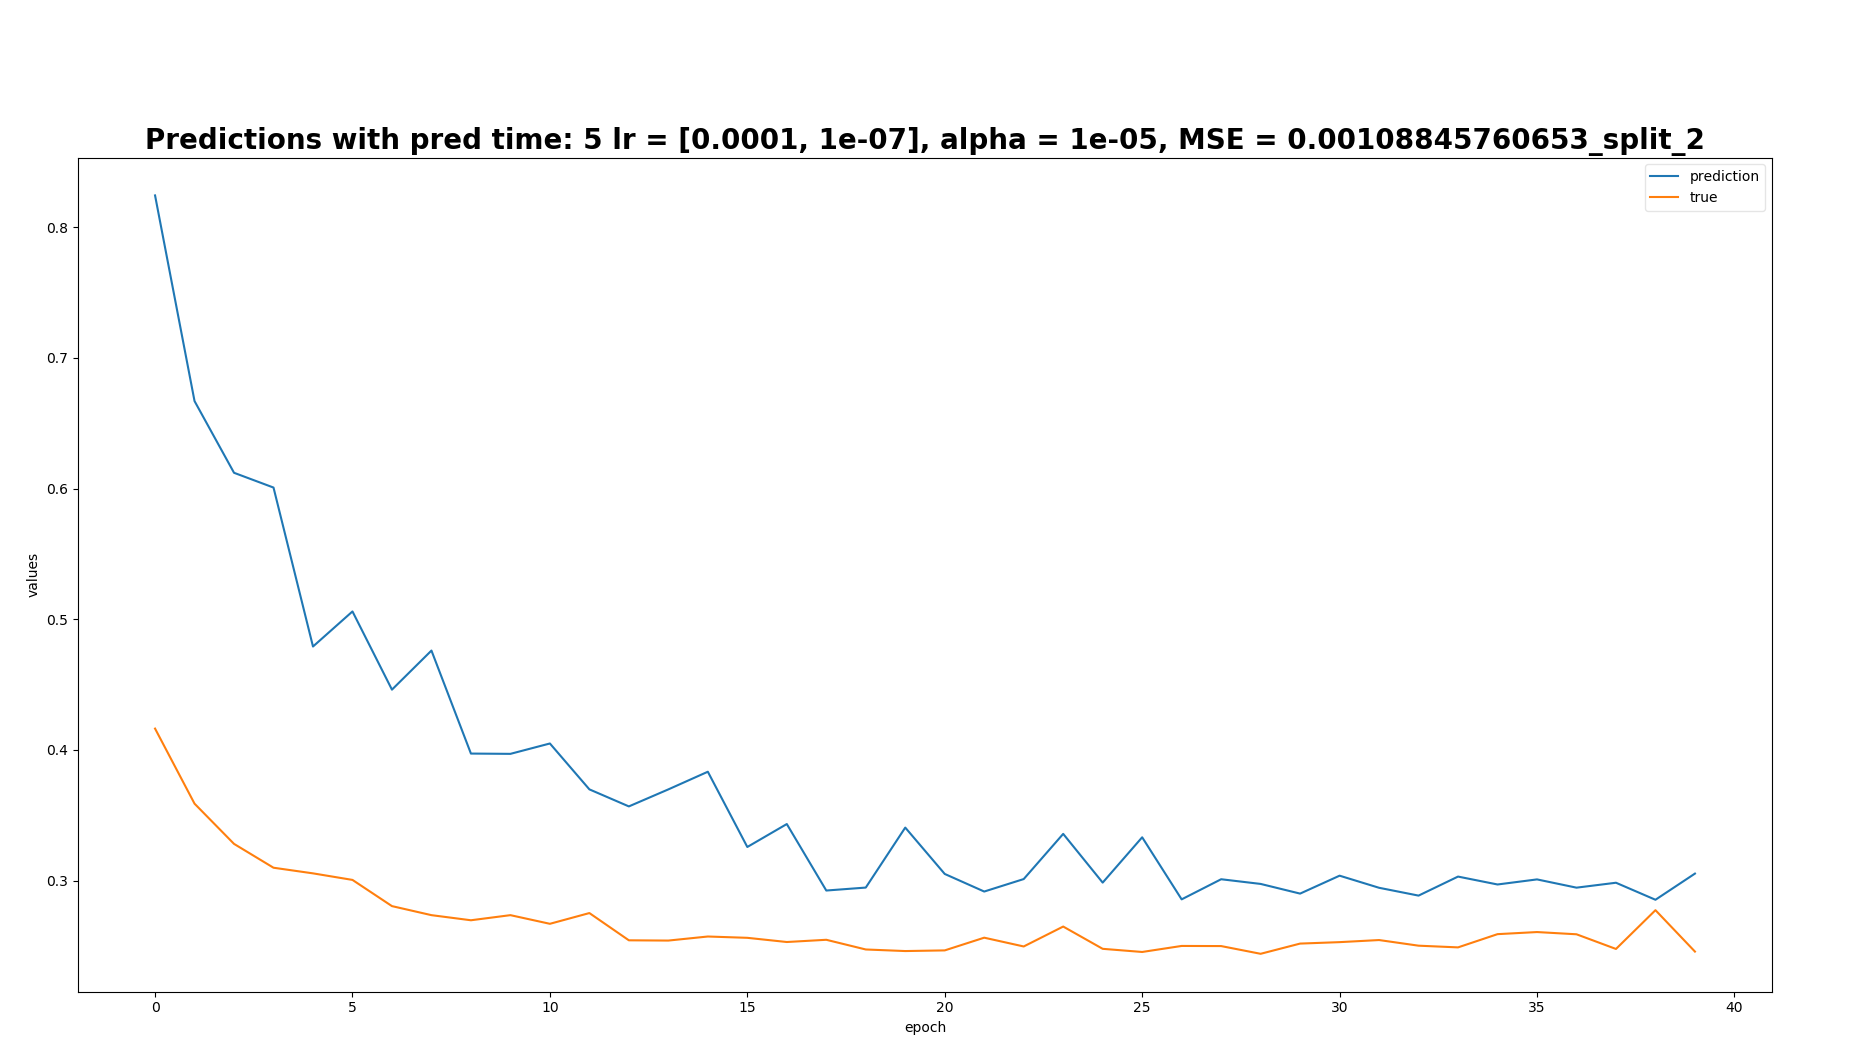 Predictions with pred time: 5 lr = [0.0001, 1e-07], alpha = 1e-05, MSE = 0.00108845760653_split_2
prediction
true
0.8
0.7
0.6
0.5
0.4
0.3
values
0 5 10 15 20 25 30 35 40
epoch